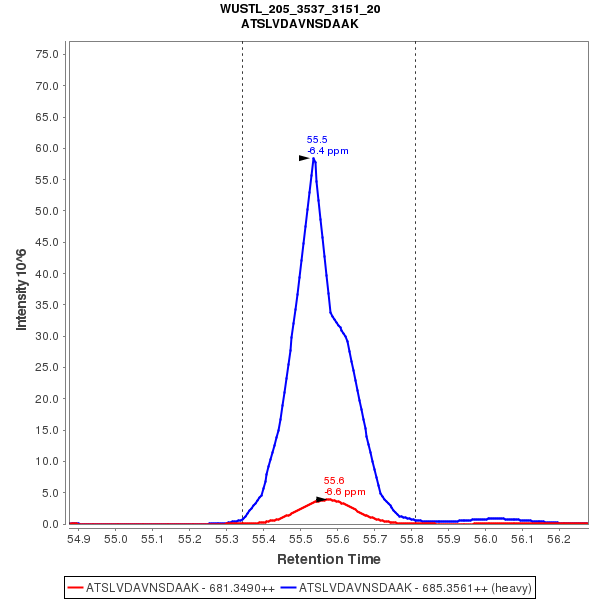 WUSTL_205_3537_3151_20
ATSLVDAVNSDAAK
75.0
70.0
65.0
60.0
55.0
50.0
45.0
40.0
35.0
30.0
25.0
20.0
15.0
10.0
5.0
0.0
Intensity 10^6
55.5
-6.4 ppm
55.6
-6.6 ppm
54.9 55.0 55.1 55.2 55.3 55.4 55.5 55.6 55.7 55.8 55.9 56.0 56.1 56.2
Retention Time
ATSLVDAVNSDAAK - 681.3490++ ATSLVDAVNSDAAK - 685.3561++ (heavy)